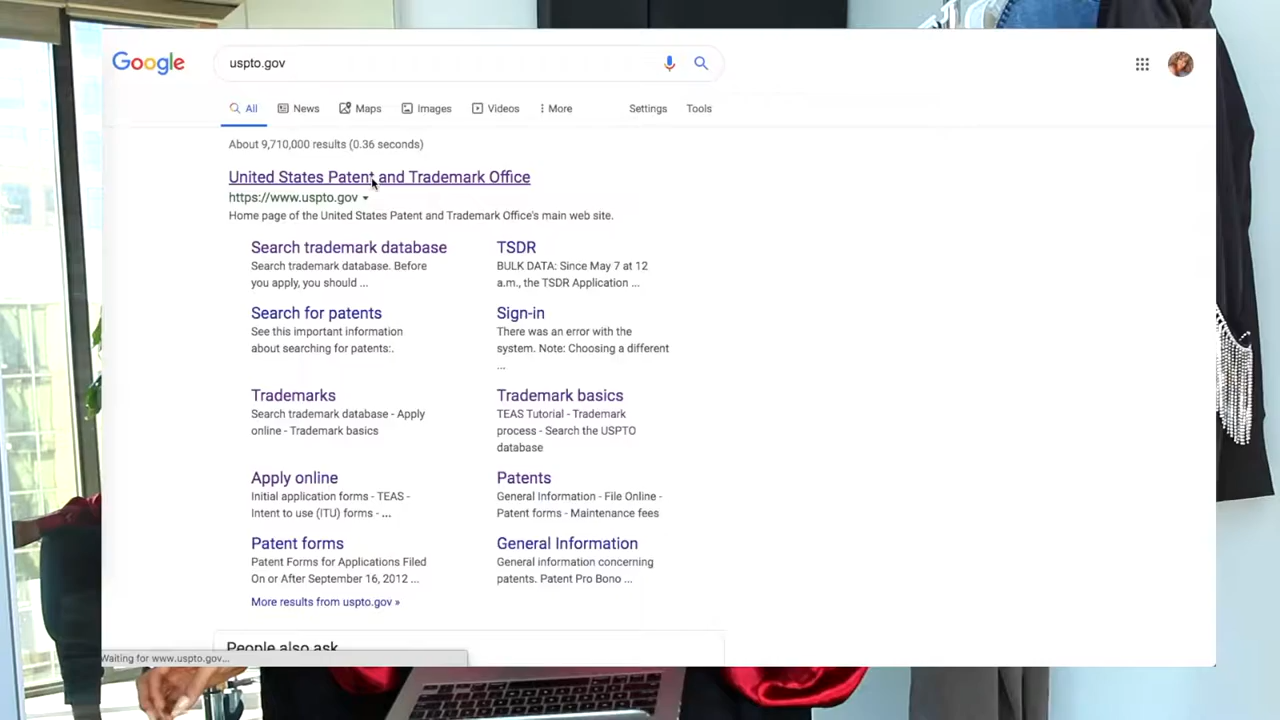 Google
uspto.gov
All News Maps Images Videos More Settings Tools
About 9,710,000 results (0.36 seconds)
United States Patent and Trademark Office
https://www.uspto.gov
Home page of the United States Patent and Trademark Office's main web site.
Search trademark database
Search trademark database. Before
you apply, you should ...
TSDR
BULK DATA: Since May 7 at 12
a.m., the TSDR Application ...
Search for patents
See this important information
about searching for patents:.
Sign-in
There was an error with the
system. Note: Choosing a different
...
Trademarks
Search trademark database - Apply
online - Trademark basics
Trademark basics
TEAS Tutorial - Trademark
process - Search the USPTO
database
Apply online
Initial application forms - TEAS -
Intent to use (ITU) forms - ...
Patents
General Information - File Online -
Patent forms - Maintenance fees
Patent forms
Patent Forms for Applications Filed
On or After September 16, 2012 ...
General Information
General information concerning
patents. Patent Pro Bono ...
More results from uspto.gov »
People also ask
Waiting for www.uspto.gov...